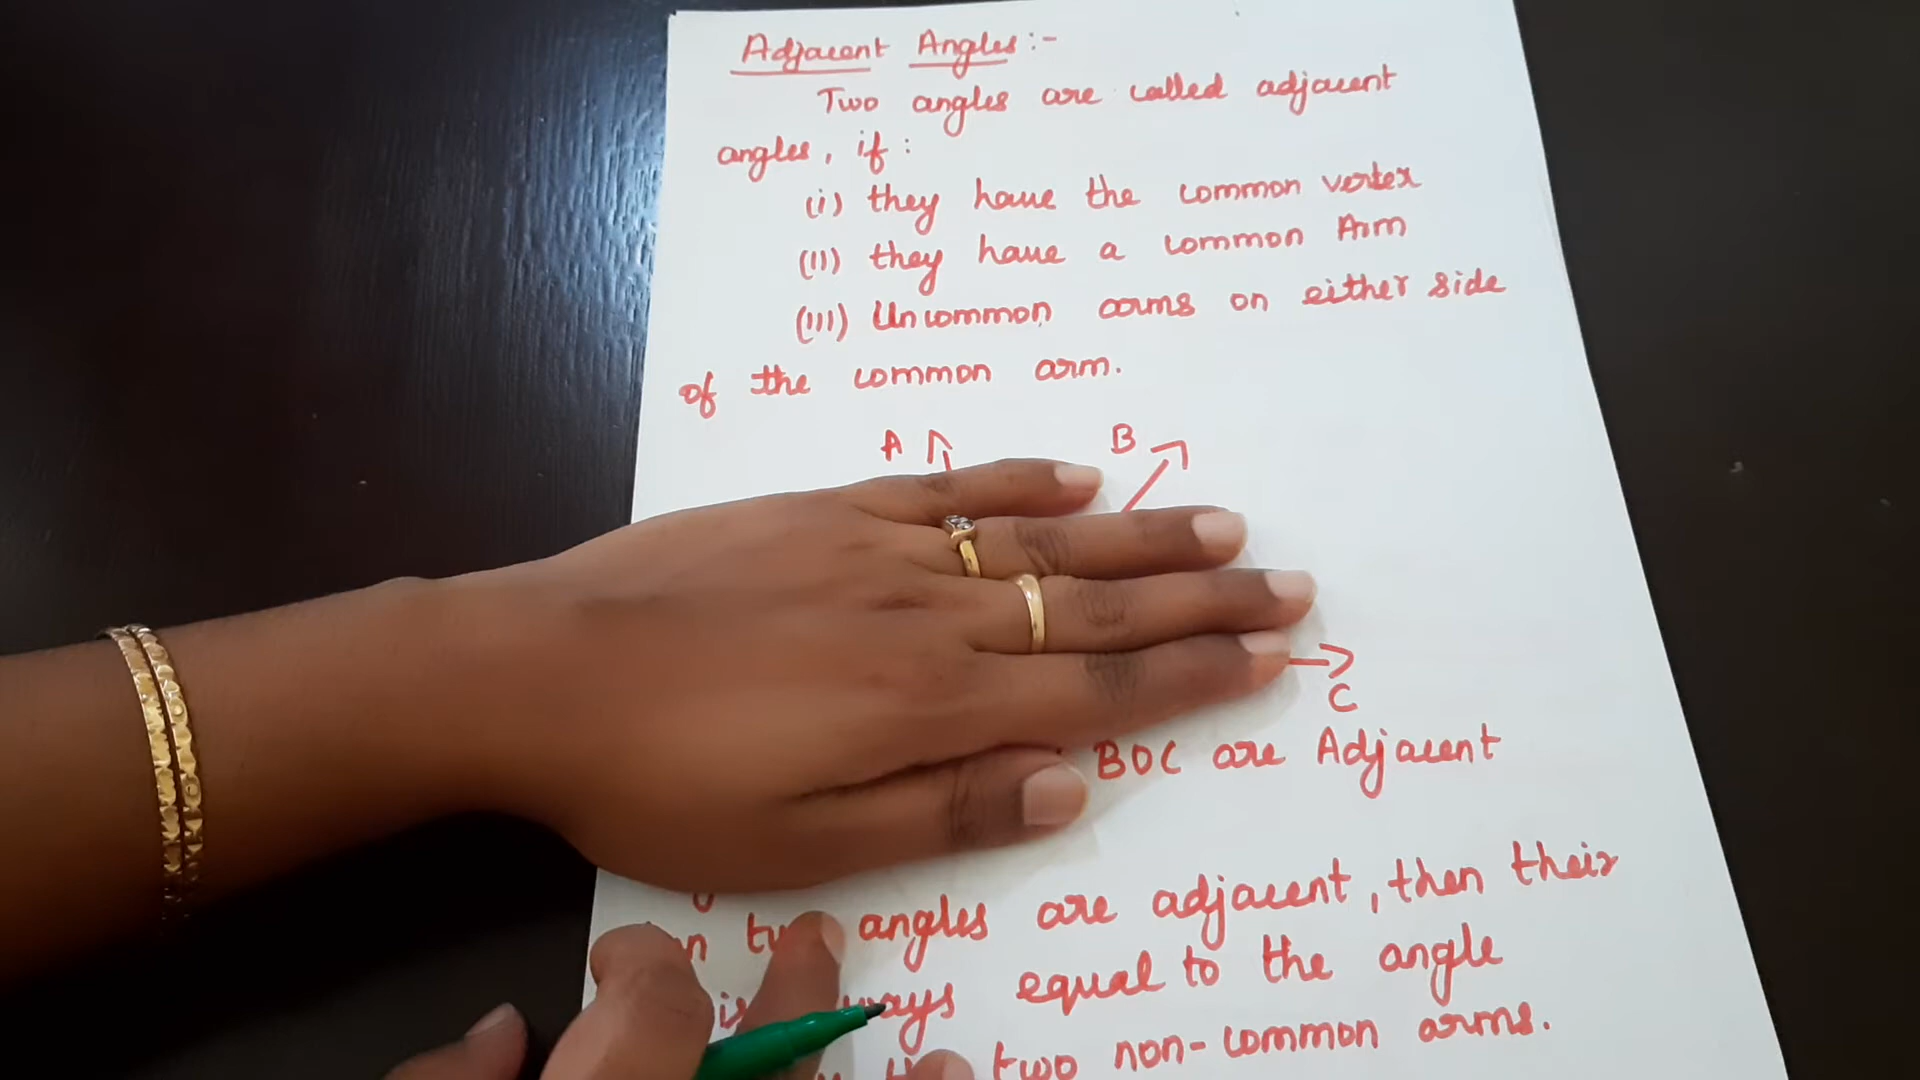 Adjacent Angles:-
Two angles are called adjacent
angles, if:
(i) they have the common vertex
(II) they have a common Arm
(III) Uncommon arms on either side
of the common arm.
A B
C
BOC are Adjacent
angles are adjacent, then their
equal to the angle
two non-common arms.